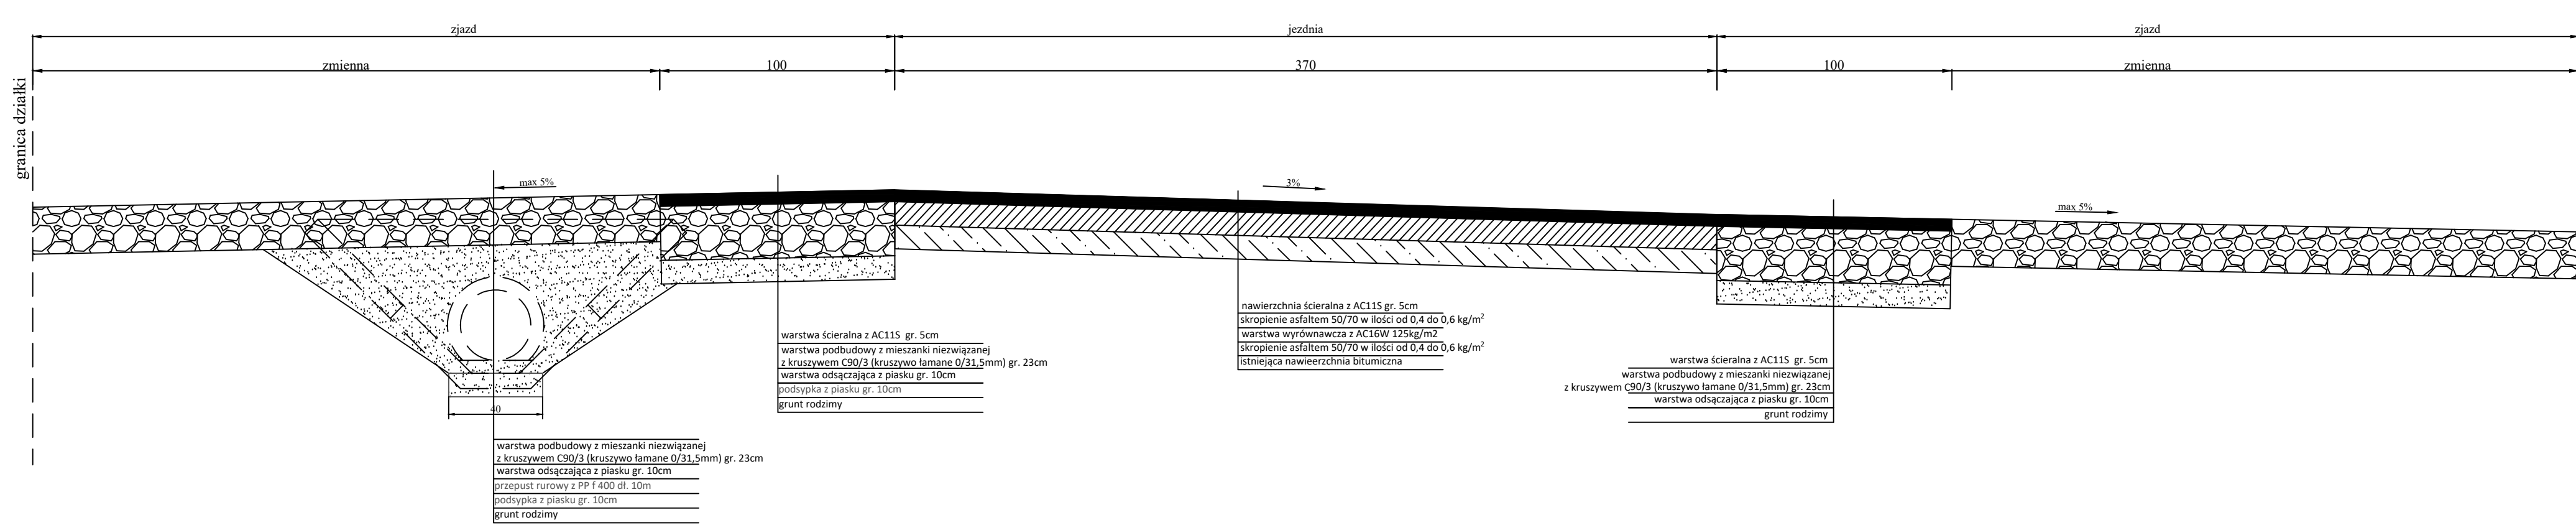 zjazd
jezdnia
zjazd
zmienna
100
370
100
zmienna
granica działki
max 5%
3%
max 5%
40
warstwa podbudowy z mieszanki niezwiązanej
z kruszywem C90/3 (kruszywo łamane 0/31,5mm) gr. 23cm
warstwa odsączająca z piasku gr. 10cm
przepust rurowy z PP f 400 dł. 10m
podsypka z piasku gr. 10cm
grunt rodzimy
warstwa ścieralna z AC11S gr. 5cm
warstwa podbudowy z mieszanki niezwiązanej
z kruszywem C90/3 (kruszywo łamane 0/31,5mm) gr. 23cm
warstwa odsączająca z piasku gr. 10cm
podsypka z piasku gr. 10cm
grunt rodzimy
nawierzchnia ścieralna z AC11S gr. 5cm
skropienie asfaltem 50/70 w ilości od 0,4 do 0,6 kg/m²
warstwa wyrównawcza z AC16W 125kg/m2
skropienie asfaltem 50/70 w ilości od 0,4 do 0,6 kg/m²
istniejąca nawieerzchnia bitumiczna
warstwa ścieralna z AC11S gr. 5cm
warstwa podbudowy z mieszanki niezwiązanej
z kruszywem C90/3 (kruszywo łamane 0/31,5mm) gr. 23cm
warstwa odsączająca z piasku gr. 10cm
grunt rodzimy